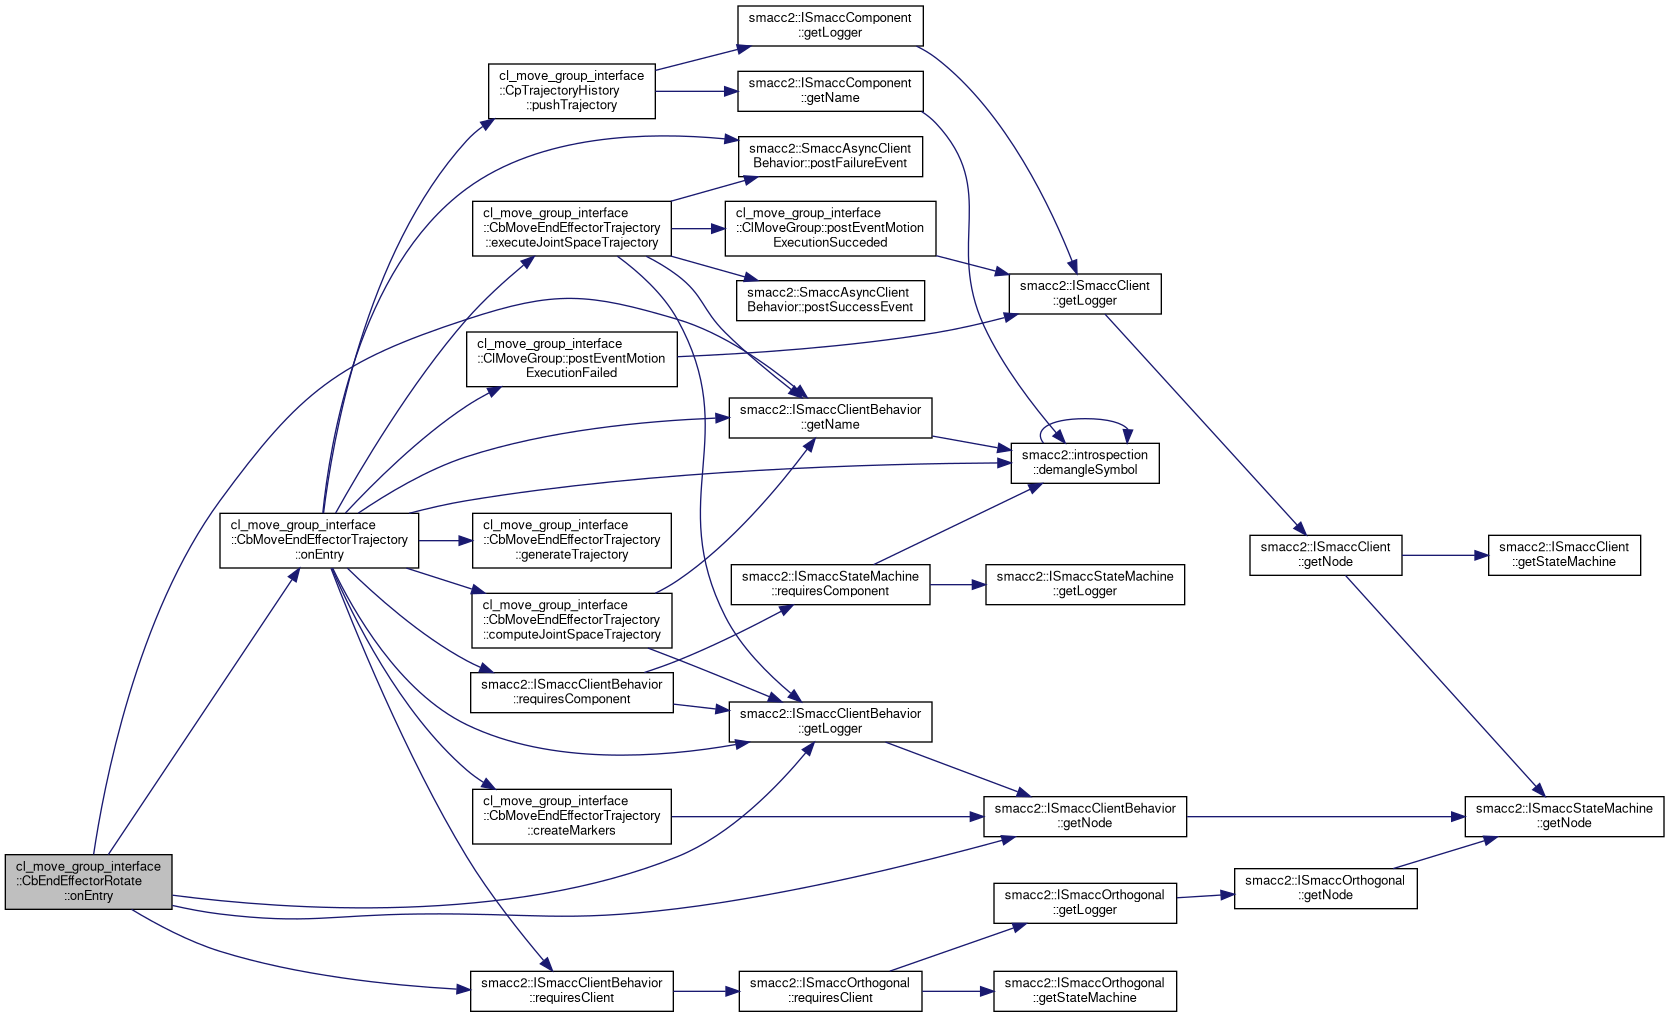 smacc2::ISmaccComponent
::getLogger
cl_move_group_interface
::CpTrajectoryHistory
::pushTrajectory
smacc2::ISmaccComponent
::getName
smacc2::SmaccAsyncClient
Behavior::postFailureEvent
cl_move_group_interface
::CbMoveEndEffectorTrajectory
::executeJointSpaceTrajectory
cl_move_group_interface
::ClMoveGroup::postEventMotion
ExecutionSucceded
smacc2::SmaccAsyncClient
Behavior::postSuccessEvent
smacc2::ISmaccClient
::getLogger
cl_move_group_interface
::ClMoveGroup::postEventMotion
ExecutionFailed
smacc2::ISmaccClientBehavior
::getName
smacc2::introspection
::demangleSymbol
cl_move_group_interface
::CbMoveEndEffectorTrajectory
::onEntry
cl_move_group_interface
::CbMoveEndEffectorTrajectory
::generateTrajectory
smacc2::ISmaccClient
::getNode
smacc2::ISmaccClient
::getStateMachine
smacc2::ISmaccStateMachine
::requiresComponent
smacc2::ISmaccStateMachine
::getLogger
cl_move_group_interface
::CbMoveEndEffectorTrajectory
::computeJointSpaceTrajectory
smacc2::ISmaccClientBehavior
::requiresComponent
smacc2::ISmaccClientBehavior
::getLogger
cl_move_group_interface
::CbMoveEndEffectorTrajectory
::createMarkers
smacc2::ISmaccClientBehavior
::getNode
smacc2::ISmaccStateMachine
::getNode
cl_move_group_interface
::CbEndEffectorRotate
::onEntry
smacc2::ISmaccOrthogonal
::getLogger
smacc2::ISmaccOrthogonal
::getNode
smacc2::ISmaccClientBehavior
::requiresClient
smacc2::ISmaccOrthogonal
::requiresClient
smacc2::ISmaccOrthogonal
::getStateMachine